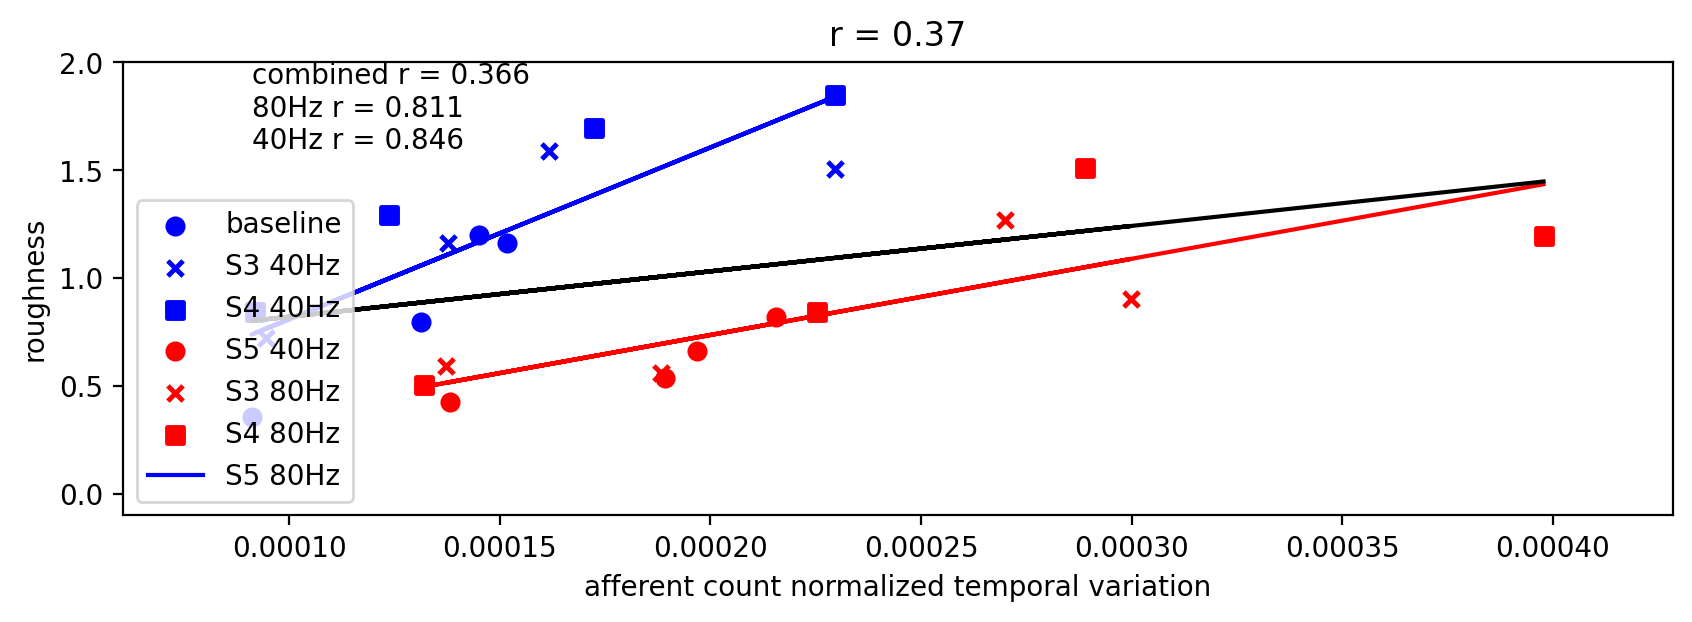 r = 0.37
combined r = 0.366
80Hz r = 0.811
40Hz r = 0.846
baseline
S3 40Hz
S4 40Hz
S5 40Hz
S3 80Hz
S4 80Hz
S5 80Hz
roughness
2.0
1.5
1.0
0.5
0.0
0.00010 0.00015 0.00020 0.00025 0.00030 0.00035 0.00040
afferent count normalized temporal variation